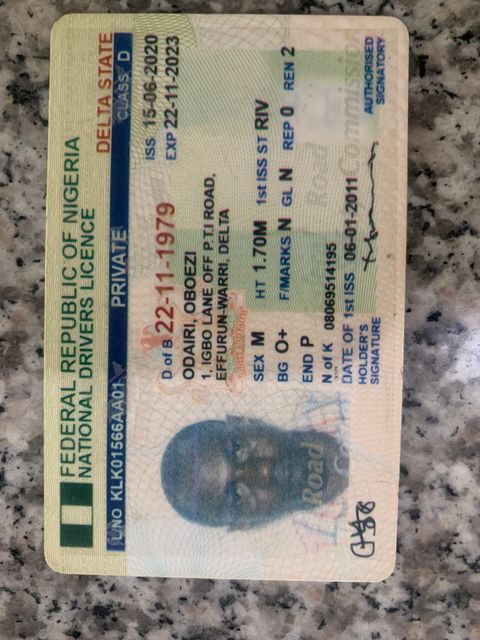 FEDERAL REPUBLIC OF NIGERIA
NATIONAL DRIVERS LICENCE
DELTA STATE
L/NO KLK01566AA01 PRIVATE CLASS D
ISS 15-06-2020
D of B 22-11-1979 EXP 22-11-2023
ODAIRI, OBOEZI
1, IGBO LANE OFF P.T.I ROAD,
EFFURUN-WARRI, DELTA
UNITY AND FAITH
SEX M HT 1.70M 1st ISS ST RIV
BG O+ F/MARKS N GL N REP 0 REN 2
END P
Road Road
N of K 08069514195
Commission
DATE OF 1st ISS 06-01-2011
HOLDER'S
SIGNATURE
AUTHORISED
SIGNATORY